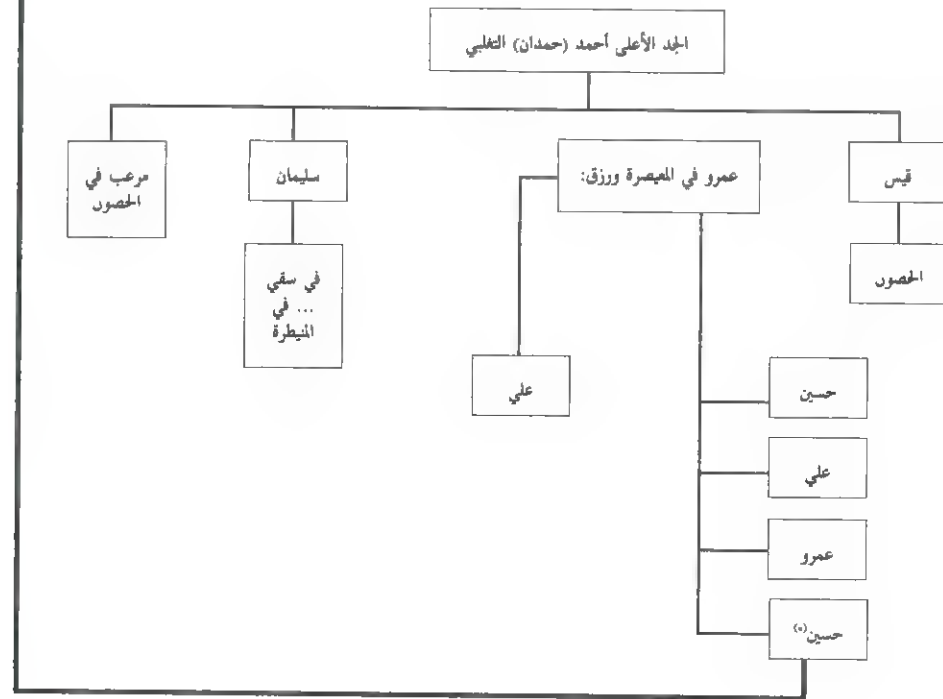 الجد الأعلى أحمد (حمدان) التغلبي
قيس
عمرو في المعيصرة ورزق:
سليمان
مرعب في
الحصون
الحصون
في سقي
... في
المنيطرة
علي
حسين
علي
عمرو
حسين(*)